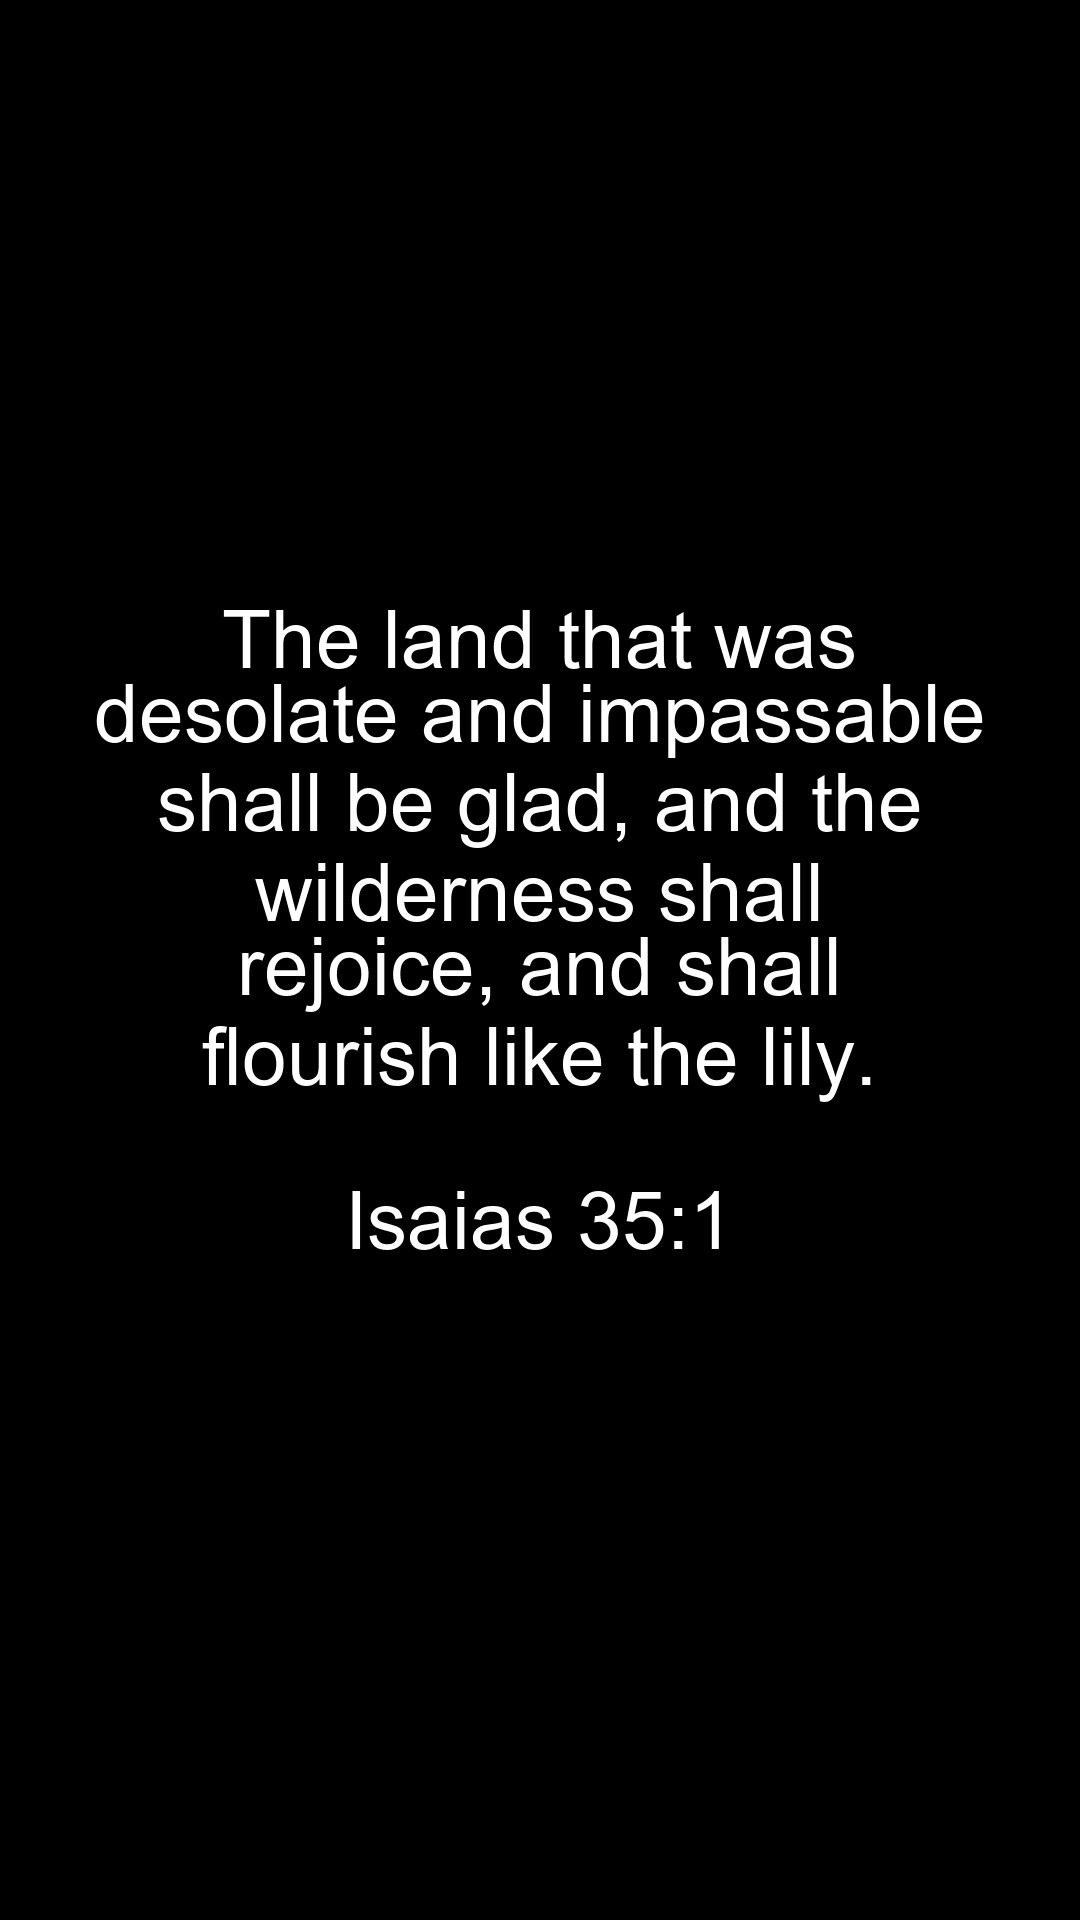 The land that was
desolate and impassable
shall be glad, and the
wilderness shall
rejoice, and shall
flourish like the lily.
Isaias 35:1